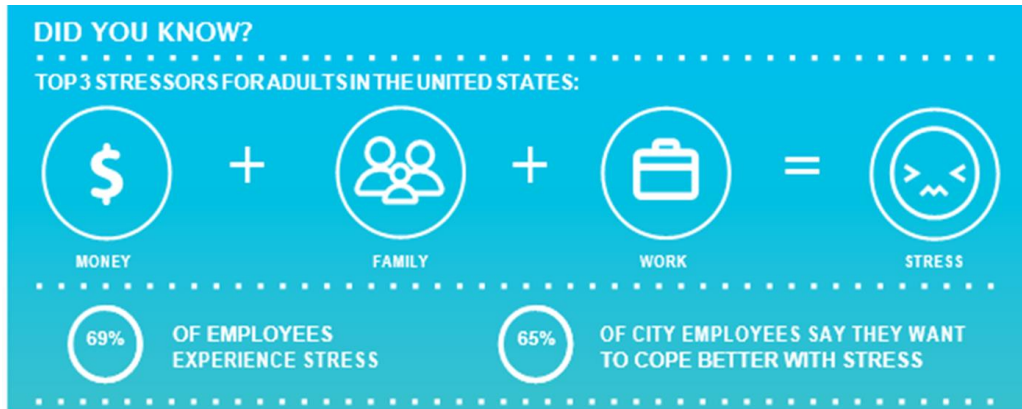 DID YOU KNOW?
TOP 3 STRESSORS FOR ADULTS IN THE UNITED STATES:
$ + + =
MONEY FAMILY WORK STRESS
69% OF EMPLOYEES
EXPERIENCE STRESS
65% OF CITY EMPLOYEES SAY THEY WANT
TO COPE BETTER WITH STRESS